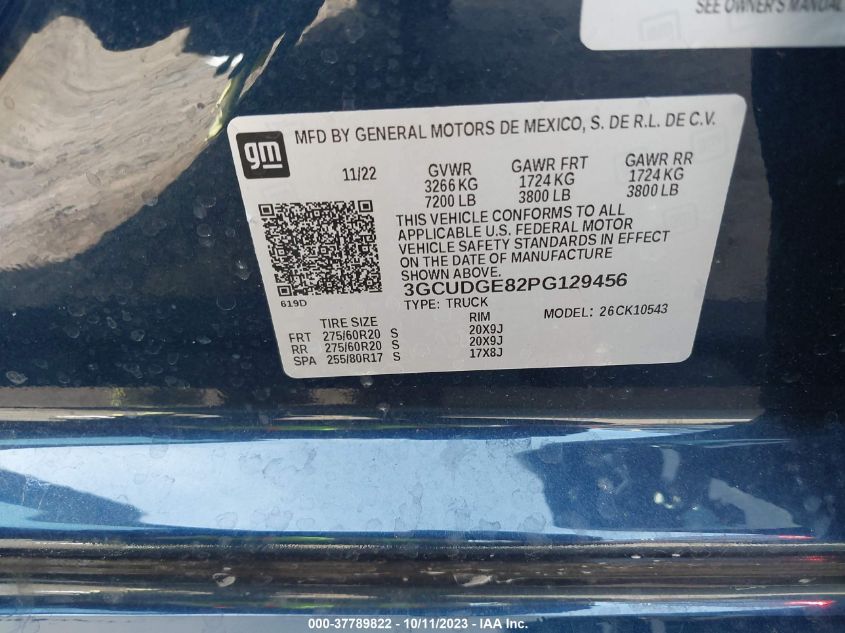 SEE OWNER'S MANUAL
gm
MFD BY GENERAL MOTORS DE MEXICO, S. DE R.L. DE C.V.
11/22 GVWR GAWR FRT GAWR RR
3266 KG 1724 KG 1724 KG
7200 LB 3800 LB 3800 LB
THIS VEHICLE CONFORMS TO ALL
APPLICABLE U.S. FEDERAL MOTOR
VEHICLE SAFETY STANDARDS IN EFFECT
ON THE DATE OF MANUFACTURE
SHOWN ABOVE.
3GCUDGE82PG129456
619D
TYPE: TRUCK MODEL: 26CK10543
TIRE SIZE RIM
FRT 275/60R20 S 20X9J
RR 275/60R20 S 20X9J
SPA 255/80R17 S 17X8J
000-37789822 - 10/11/2023 - IAA Inc.